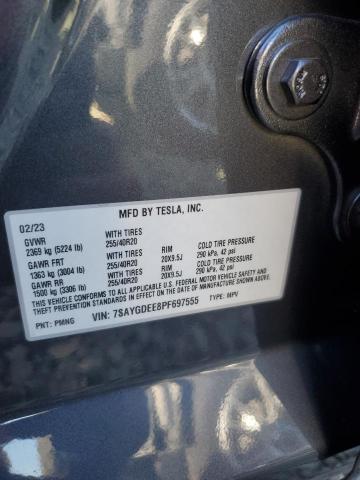 MFD BY TESLA, INC.
02/23
GVWR WITH TIRES
2369 kg (5224 lb) 255/40R20
GAWR FRT WITH TIRES RIM COLD TIRE PRESSURE
1363 kg (3004 lb) 255/40R20 20X9.5J 290 kPa, 42 psi
GAWR RR WITH TIRES RIM COLD TIRE PRESSURE
1500 kg (3306 lb) 255/40R20 20X9.5J 290 kPa, 42 psi
THIS VEHICLE CONFORMS TO ALL APPLICABLE U.S. FEDERAL MOTOR VEHICLE SAFETY AND
THEFT PREVENTION STANDARDS IN EFFECT ON THE DATE OF MANUFACTURE SHOWN ABOVE.
PNT: PMNG VIN: 7SAYGDEE8PF697555 TYPE: MPV